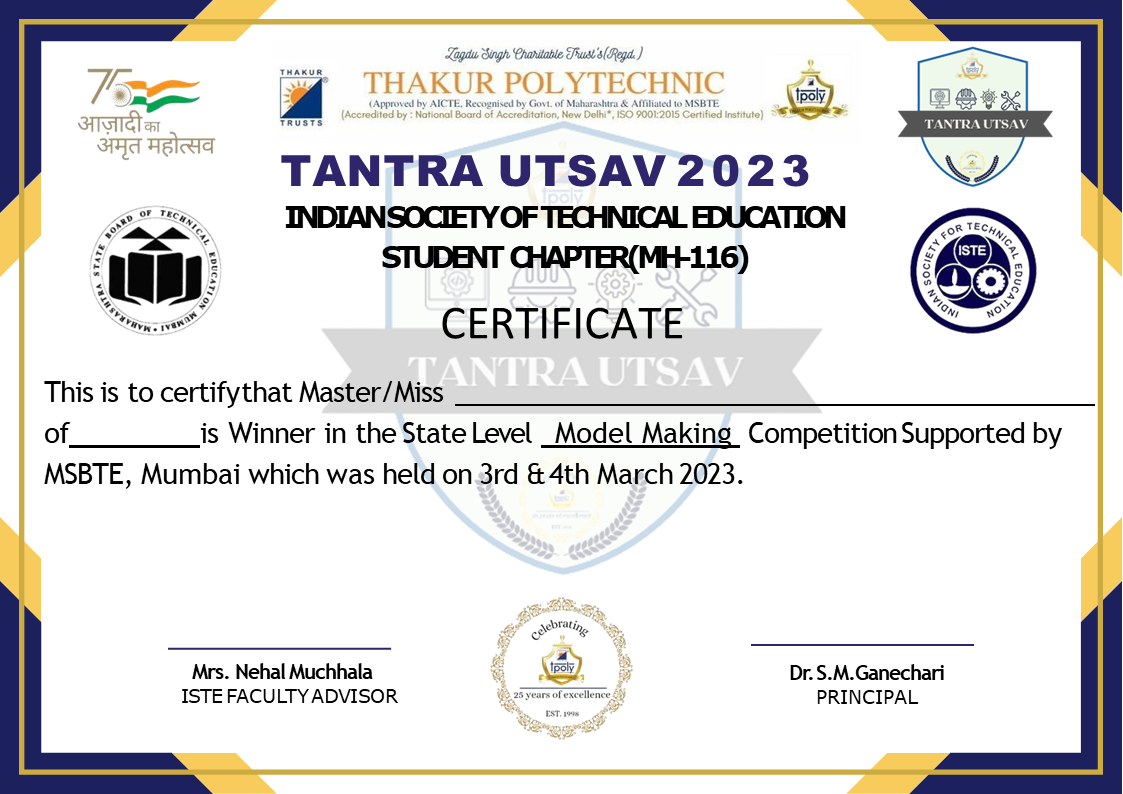 Zagdu Singh Charitable Trust's(Regd.)
THAKUR POLYTECHNIC
(Approved by AICTE, Recognised by Govt. of Maharashtra & Affiliated to MSBTE
(Accredited by : National Board of Accreditation, New Delhi*, ISO 9001:2015 Certified Institute)
THAKUR
TRUSTS
®
tpoly
75
आज़ादी का
अमृत महोत्सव
TANTRA UTSAV
TANTRA UTSAV 2023
INDIAN SOCIETY OF TECHNICAL EDUCATION
STUDENT CHAPTER(MH-116)
MAHARASHTRA STATE BOARD OF TECHNICAL EDUCATION MUMBAI
INDIAN SOCIETY FOR TECHNICAL EDUCATION
ISTE
CERTIFICATE
tpoly
TANTRA UTSAV
This is to certify that Master/Miss
of is Winner in the State Level Model Making Competition Supported by
MSBTE, Mumbai which was held on 3rd & 4th March 2023.
Mrs. Nehal Muchhala
ISTE FACULTY ADVISOR
Celebrating
tpoly
25 years of excellence
EST. 1998
Dr. S.M.Ganechari
PRINCIPAL